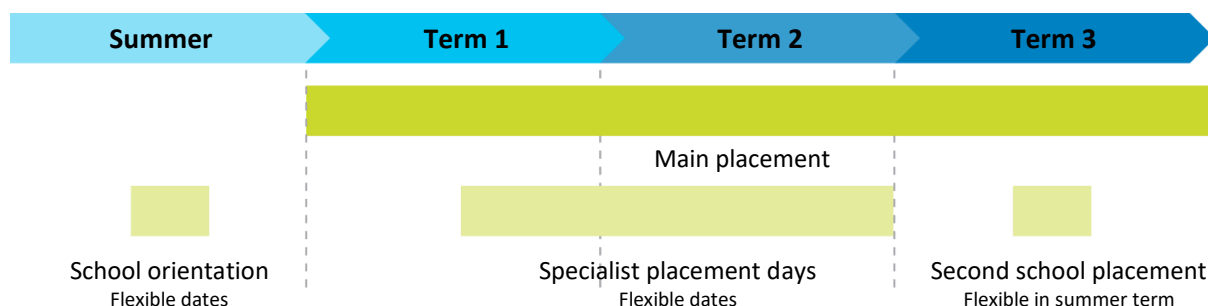 Summer
Term 1
Term 2
Term 3
Main placement
School orientation
Flexible dates
Specialist placement days
Flexible dates
Second school placement
Flexible in summer term